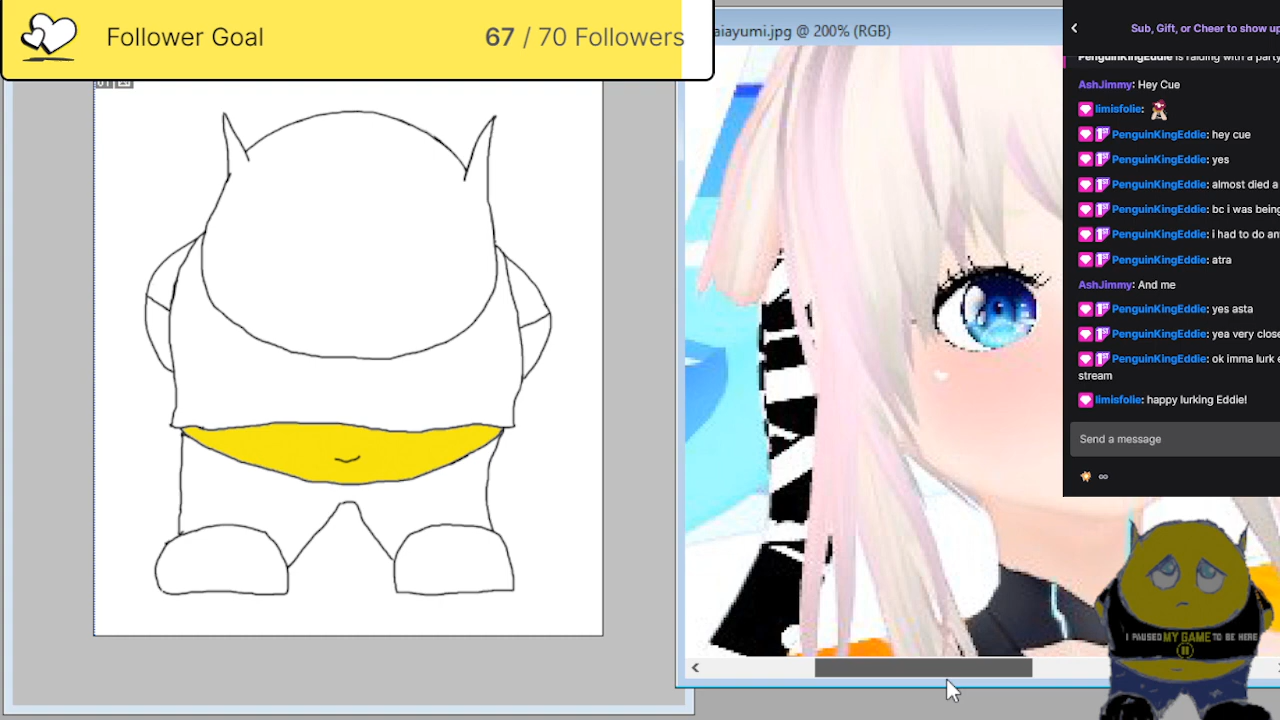 Follower Goal 67 / 70 Followers
aiayumi.jpg @ 200% (RGB)
Sub, Gift, or Cheer to show up
PenguinKingEddie is raiding with a party
AshJimmy: Hey Cue
limisfolie:
PenguinKingEddie: hey cue
PenguinKingEddie: yes
PenguinKingEddie: almost died a
PenguinKingEddie: bc i was being
PenguinKingEddie: i had to do an
PenguinKingEddie: atra
AshJimmy: And me
PenguinKingEddie: yes asta
PenguinKingEddie: yea very close
PenguinKingEddie: ok imma lurk
stream
limisfolie: happy lurking Eddie!
Send a message
I PAUSED MY GAME TO BE HERE